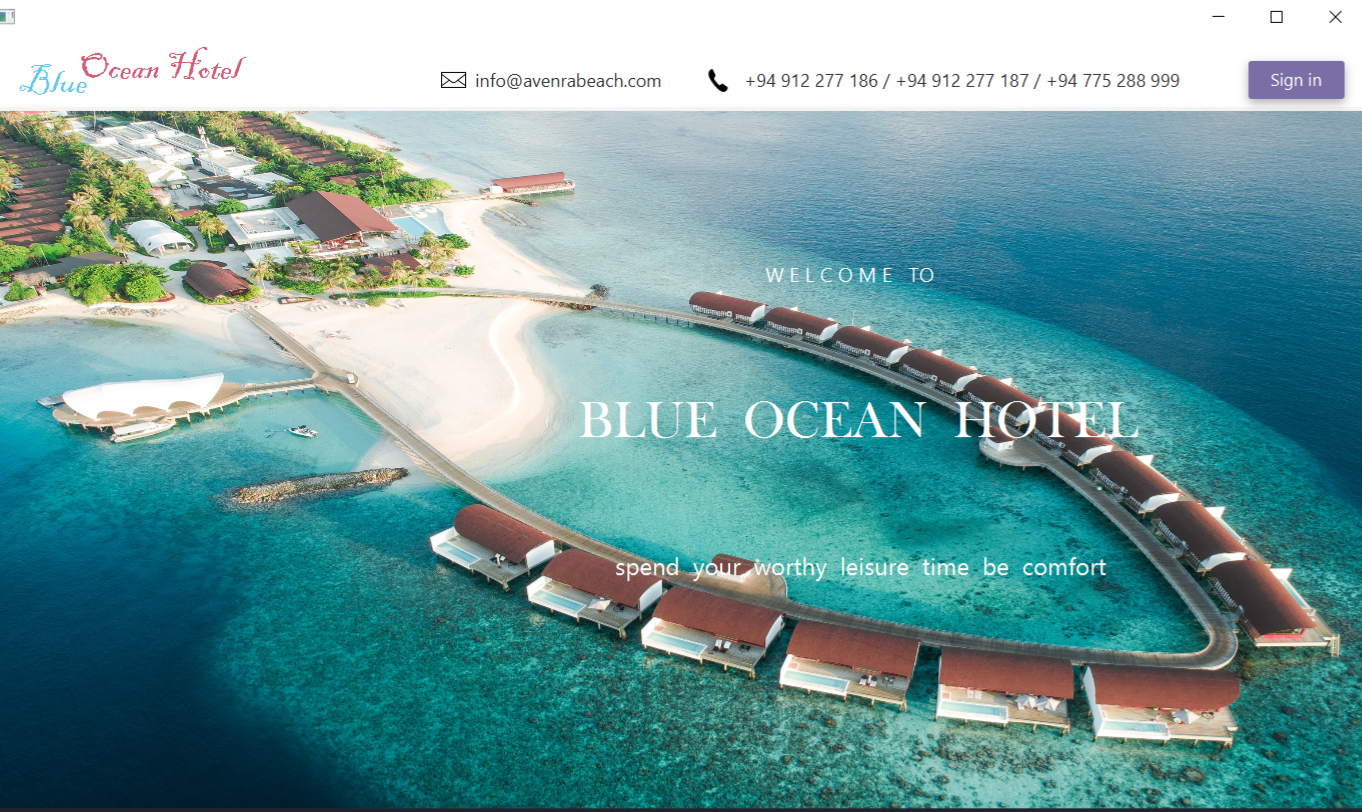 Blue Ocean Hotel
info@avenrabeach.com
+94 912 277 186 / +94 912 277 187 / +94 775 288 999
Sign in
WELCOME TO
BLUE OCEAN HOTEL
spend your worthy leisure time be comfort